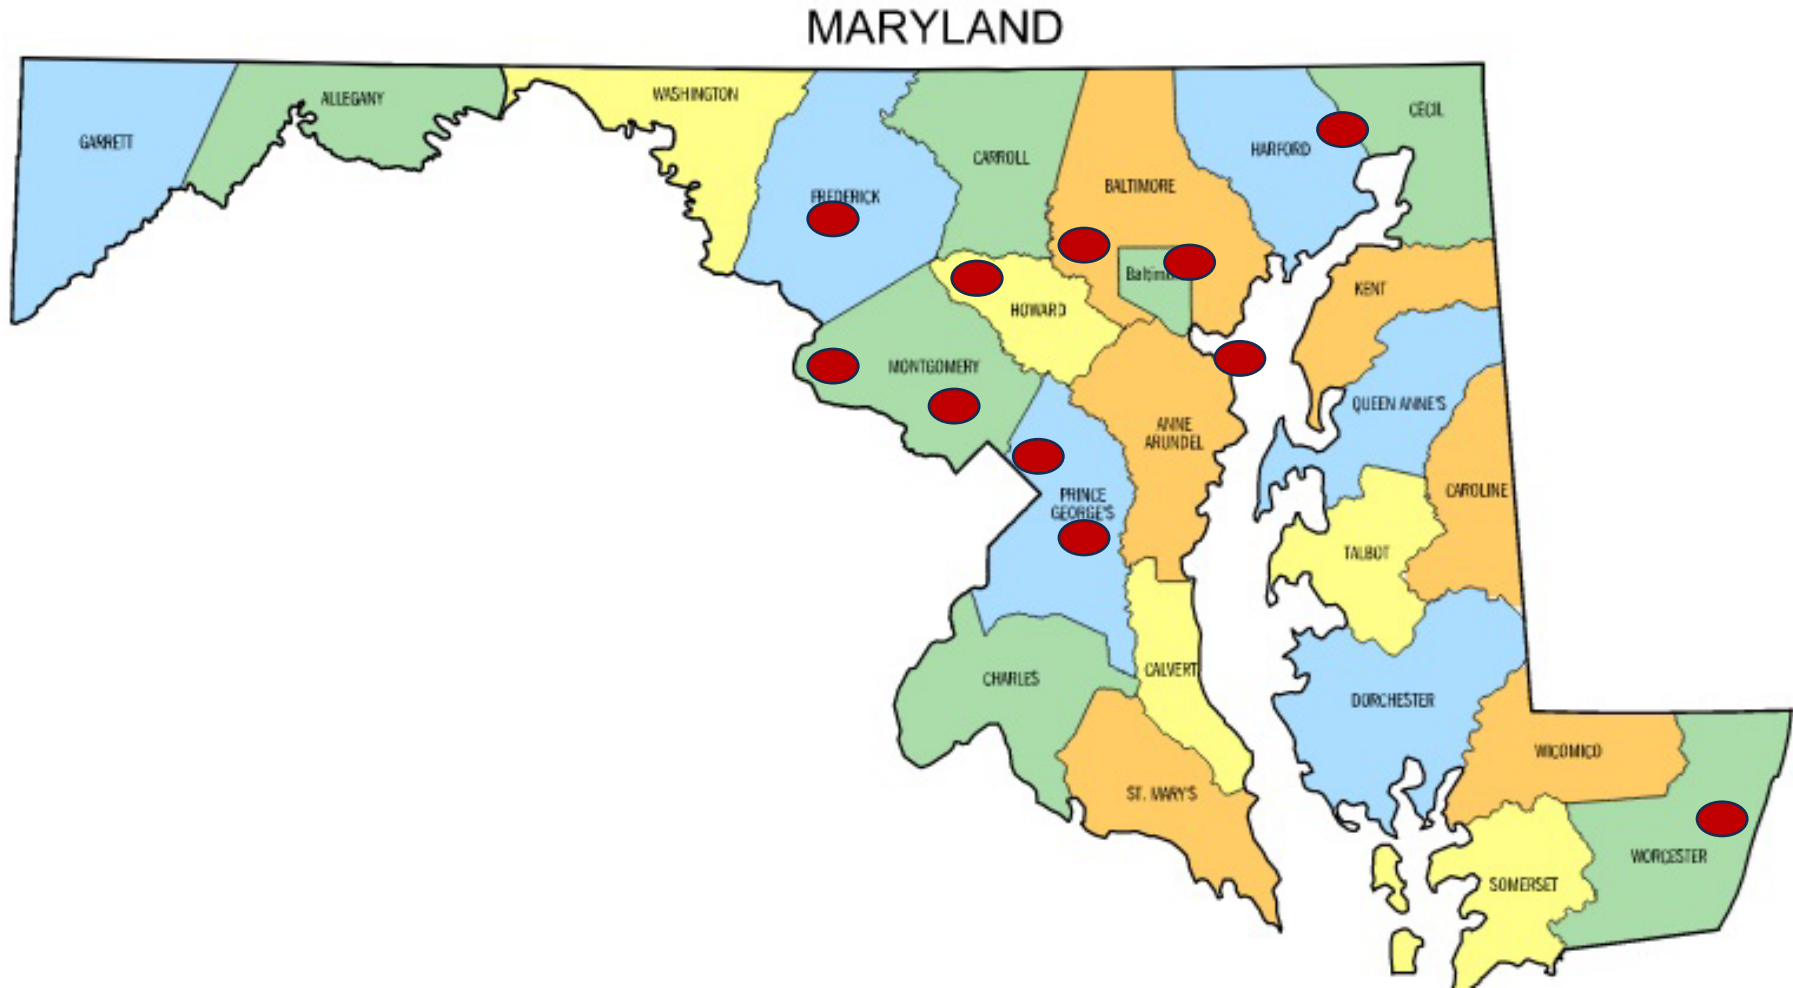 MARYLAND
GARRETT
ALLEGANY
WASHINGTON
FREDERICK
CARROLL
BALTIMORE
HARFORD
CECIL
HOWARD
KENT
MONTGOMERY
QUEEN ANNE'S
ANNE
ARUNDEL
PRINCE
GEORGE'S
CAROLINE
TALBOT
CHARLES
CALVERT
DORCHESTER
ST. MARY'S
WICOMICO
WORCESTER
SOMERSET